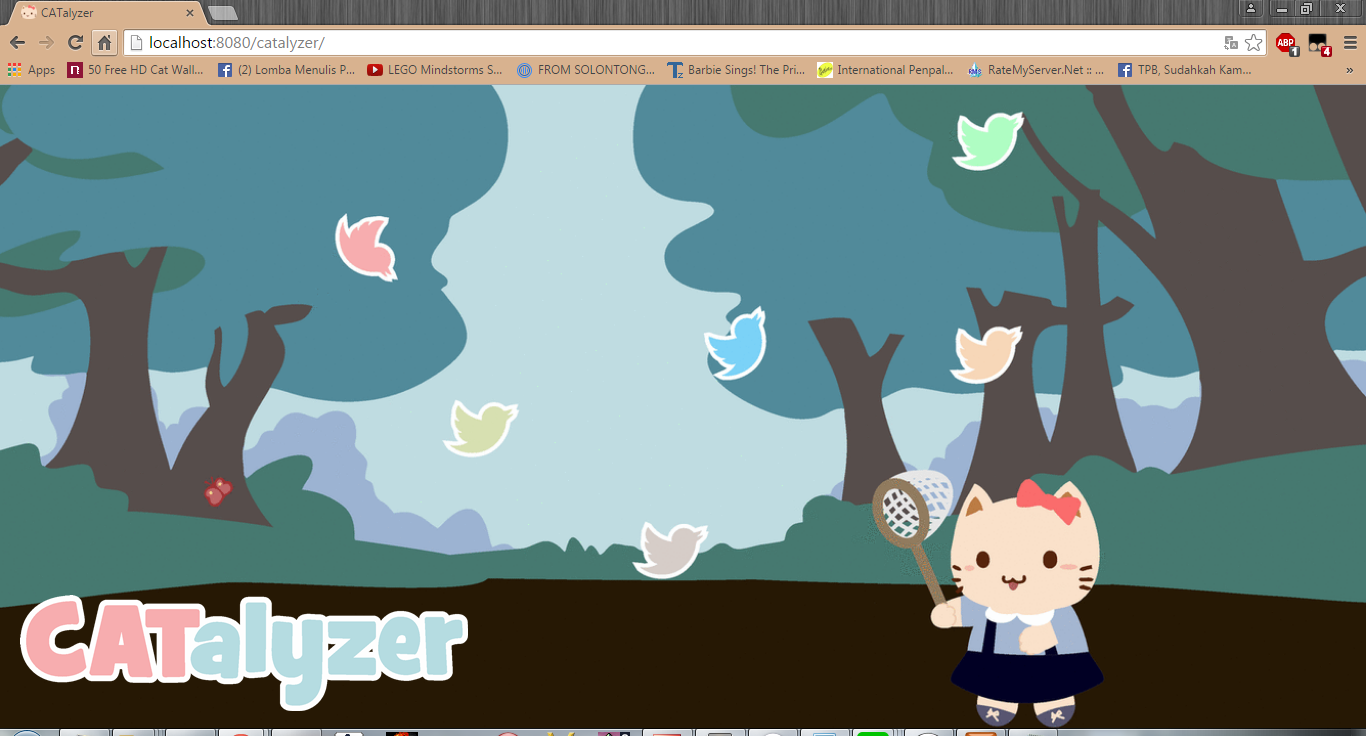 CATalyzer
localhost:8080/catalyzer/
ABP 1 4
Apps n 50 Free HD Cat Wall... (2) Lomba Menulis P... LEGO Mindstorms S... FROM SOLONTONG... Tz Barbie Sings! The Pri... International Penpal... RateMyServer.Net :: ... TPB, Sudahkah Kam... »
CATalyzer